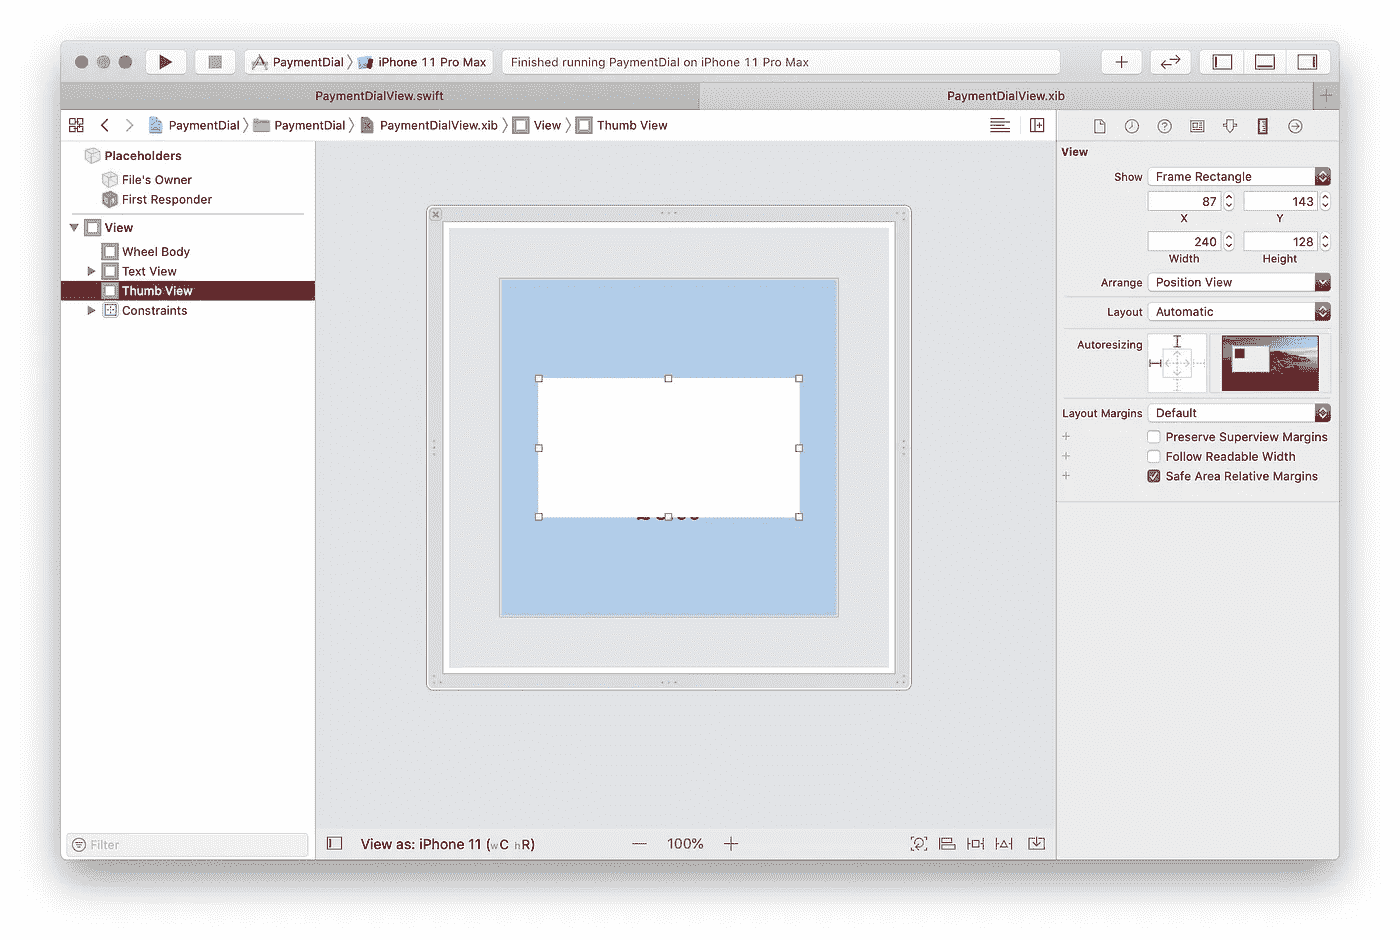 PaymentDial iPhone 11 Pro Max Finished running PaymentDial on iPhone 11 Pro Max
PaymentDialView.swift PaymentDialView.xib
PaymentDial PaymentDial PaymentDialView.xib View Thumb View
Placeholders
File's Owner
First Responder
View
Wheel Body
Text View
Thumb View
Constraints
Filter
View as: iPhone 11 (wC hR) 100%
View
Show Frame Rectangle
87 143
X Y
240 128
Width Height
Arrange Position View
Layout Automatic
Autoresizing
Layout Margins Default
Preserve Superview Margins
Follow Readable Width
Safe Area Relative Margins